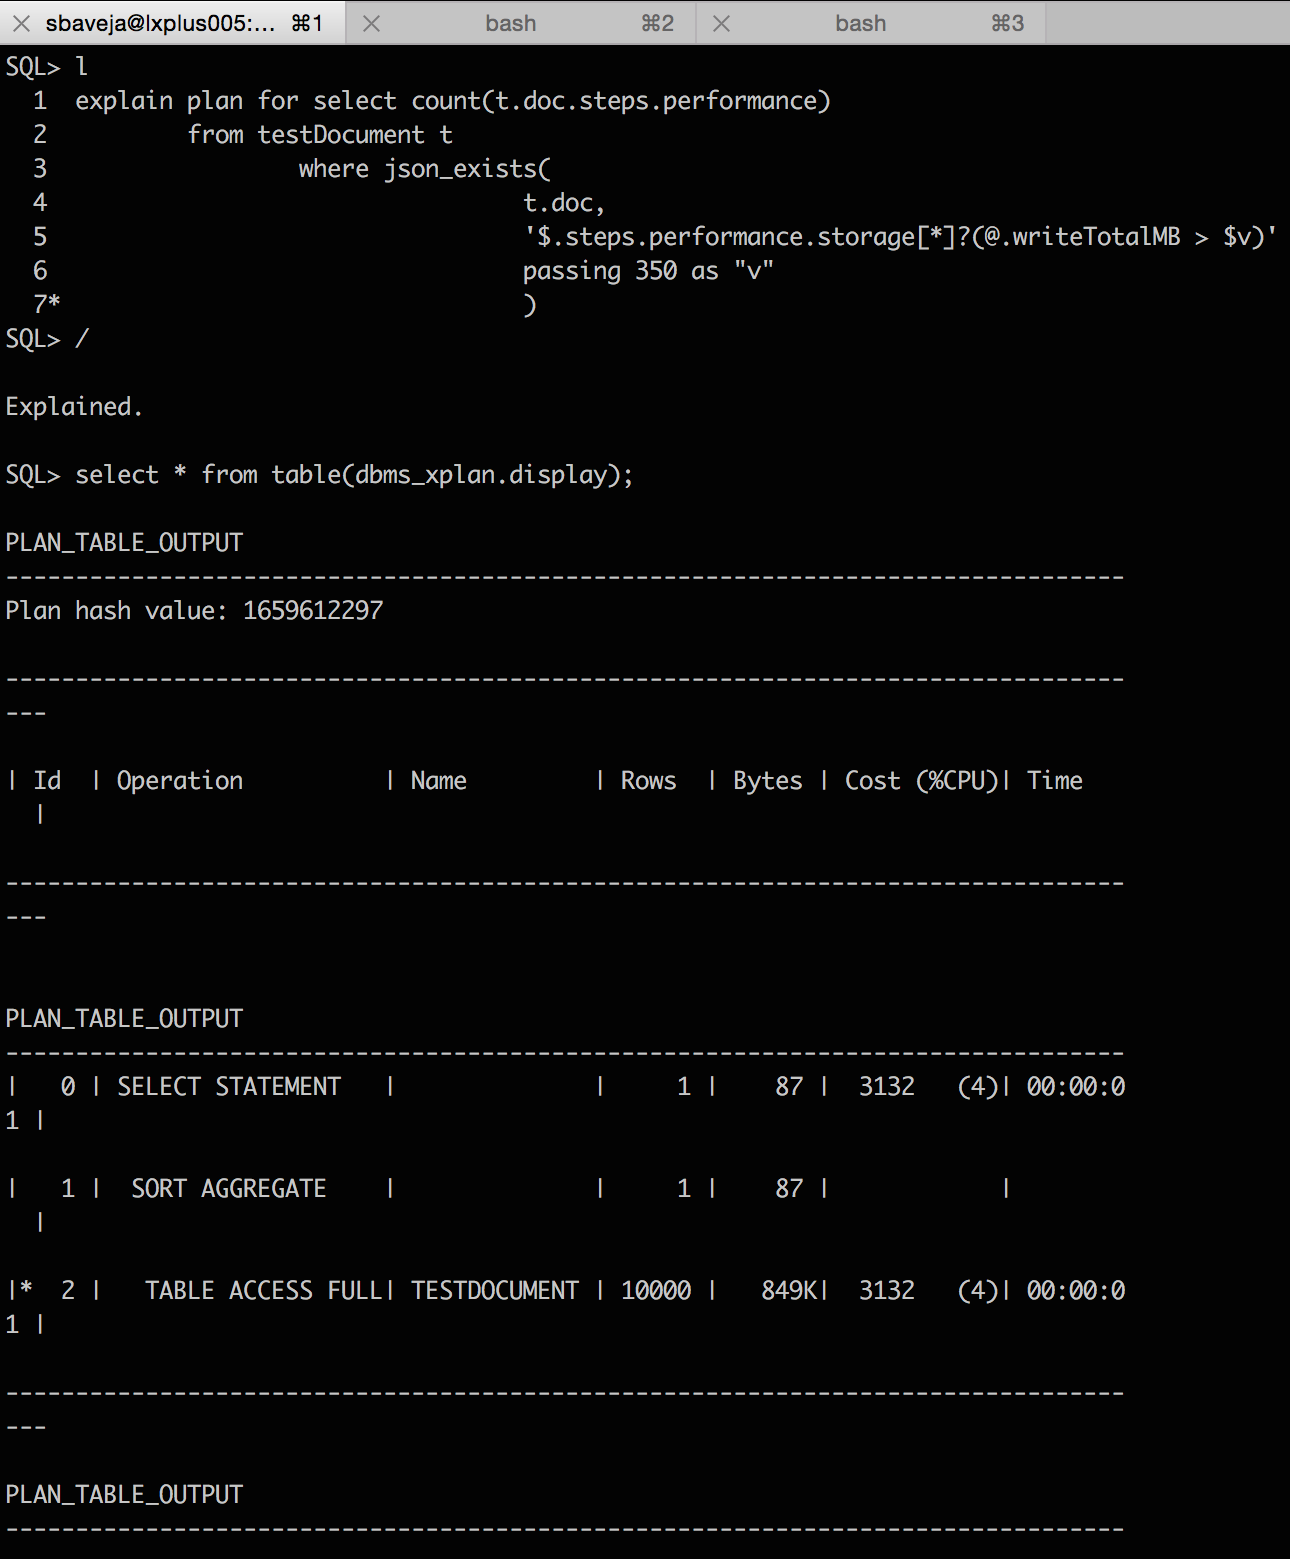 sbaveja@lxplus005:... ⌘1 bash ⌘2 bash ⌘3
SQL> l
  1  explain plan for select count(t.doc.steps.performance)
  2          from testDocument t
  3                  where json_exists(
  4                                  t.doc,
  5                                  '$.steps.performance.storage[*]?(@.writeTotalMB > $v)'
  6                                  passing 350 as "v"
  7*                                 )
SQL> /
Explained.
SQL> select * from table(dbms_xplan.display);
PLAN_TABLE_OUTPUT
--------------------------------------------------------------------------------
Plan hash value: 1659612297
--------------------------------------------------------------------------------
---
| Id  | Operation          | Name         | Rows  | Bytes | Cost (%CPU)| Time
  |
--------------------------------------------------------------------------------
---
PLAN_TABLE_OUTPUT
--------------------------------------------------------------------------------
|   0 | SELECT STATEMENT   |              |     1 |    87 |  3132   (4)| 00:00:0
1 |
|   1 |  SORT AGGREGATE    |              |     1 |    87 |            |
  |
|*  2 |   TABLE ACCESS FULL| TESTDOCUMENT | 10000 |   849K|  3132   (4)| 00:00:0
1 |
--------------------------------------------------------------------------------
---
PLAN_TABLE_OUTPUT
--------------------------------------------------------------------------------